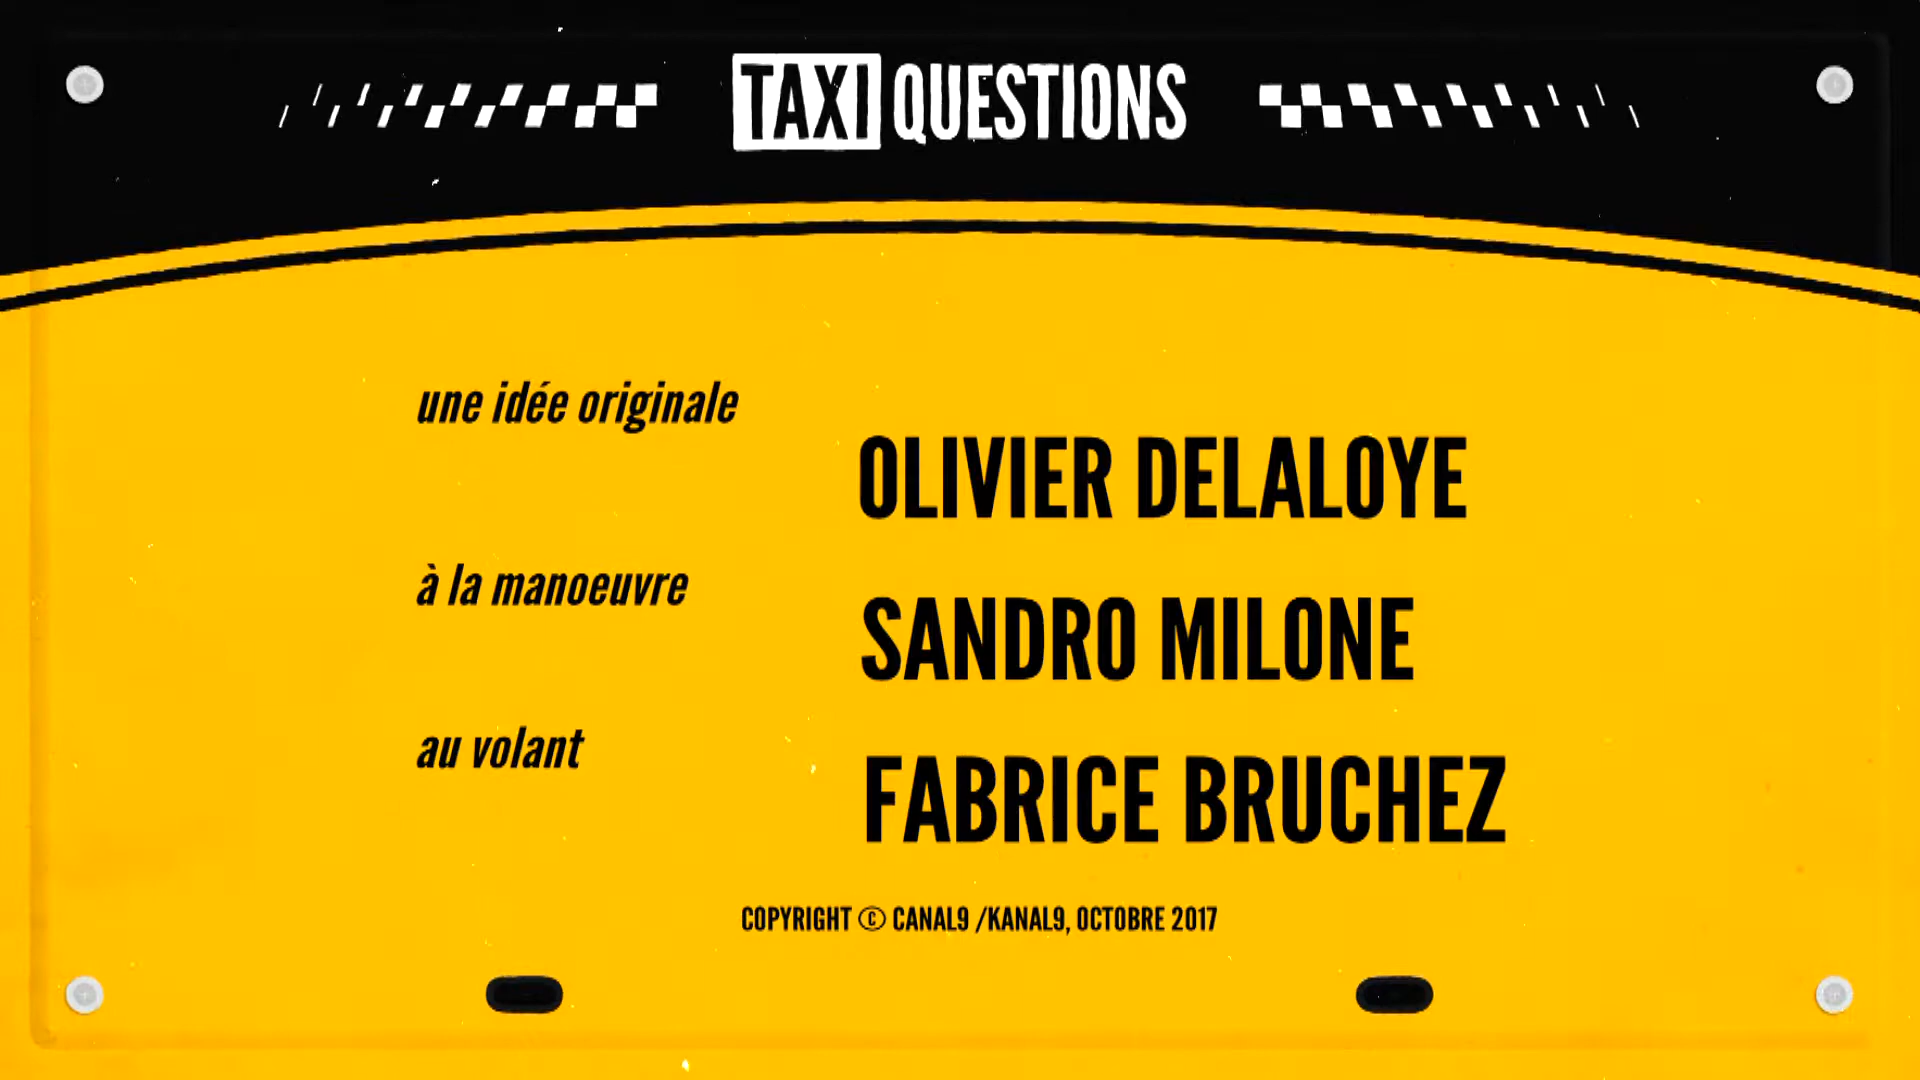 TAXI QUESTIONS
une idée originale
OLIVIER DELALOYE
à la manoeuvre
SANDRO MILONE
au volant
FABRICE BRUCHEZ
COPYRIGHT © CANAL9 /KANAL9, OCTOBRE 2017